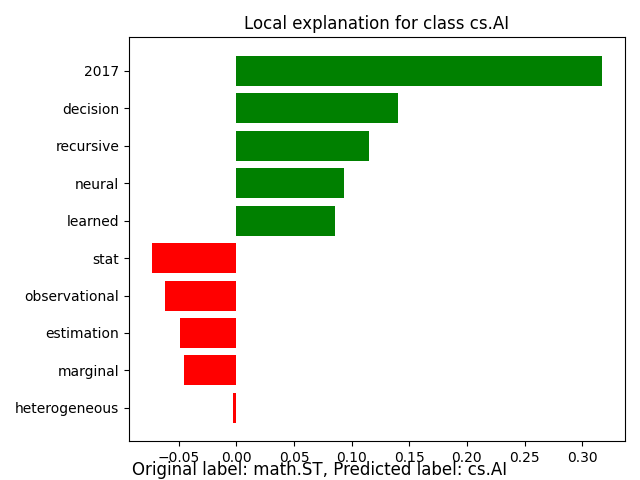 Local explanation for class cs.AI
2017
decision
recursive
neural
learned
stat
observational
estimation
marginal
heterogeneous
−0.05 0.00 0.05 0.10 0.15 0.20 0.25 0.30
Original label: math.ST, Predicted label: cs.AI